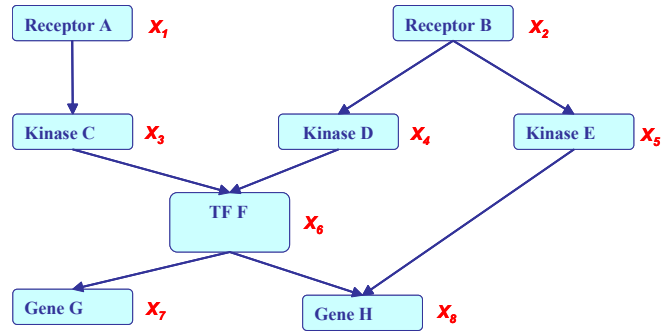 Receptor A
X1
Receptor B
X2
Kinase C
X3
Kinase D
X4
Kinase E
X5
TF F
X6
Gene G
X7
Gene H
X8